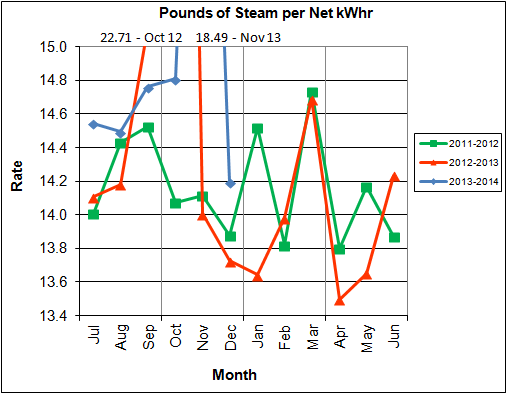 Pounds of Steam per Net kWhr
22.71 - Oct 12 18.49 - Nov 13
15.0
14.8
14.6
14.4
14.2
14.0
13.8
13.6
13.4
Rate
Jul Aug Sep Oct Nov Dec Jan Feb Mar Apr May Jun
Month
2011-2012
2012-2013
2013-2014